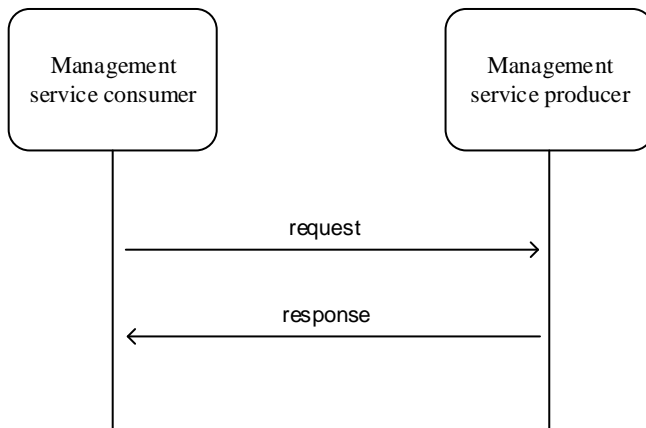 Management
service consumer
Management
service producer
request
response